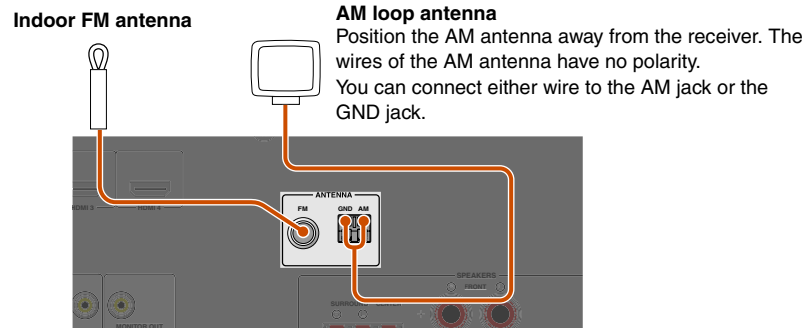 Indoor FM antenna
AM loop antenna
Position the AM antenna away from the receiver. The
wires of the AM antenna have no polarity.
You can connect either wire to the AM jack or the
GND jack.
ANTENNA
FM
GND AM
HDMI 3
HDMI 4
SPEAKERS
FRONT
SURROUND
CENTER
MONITOR OUT